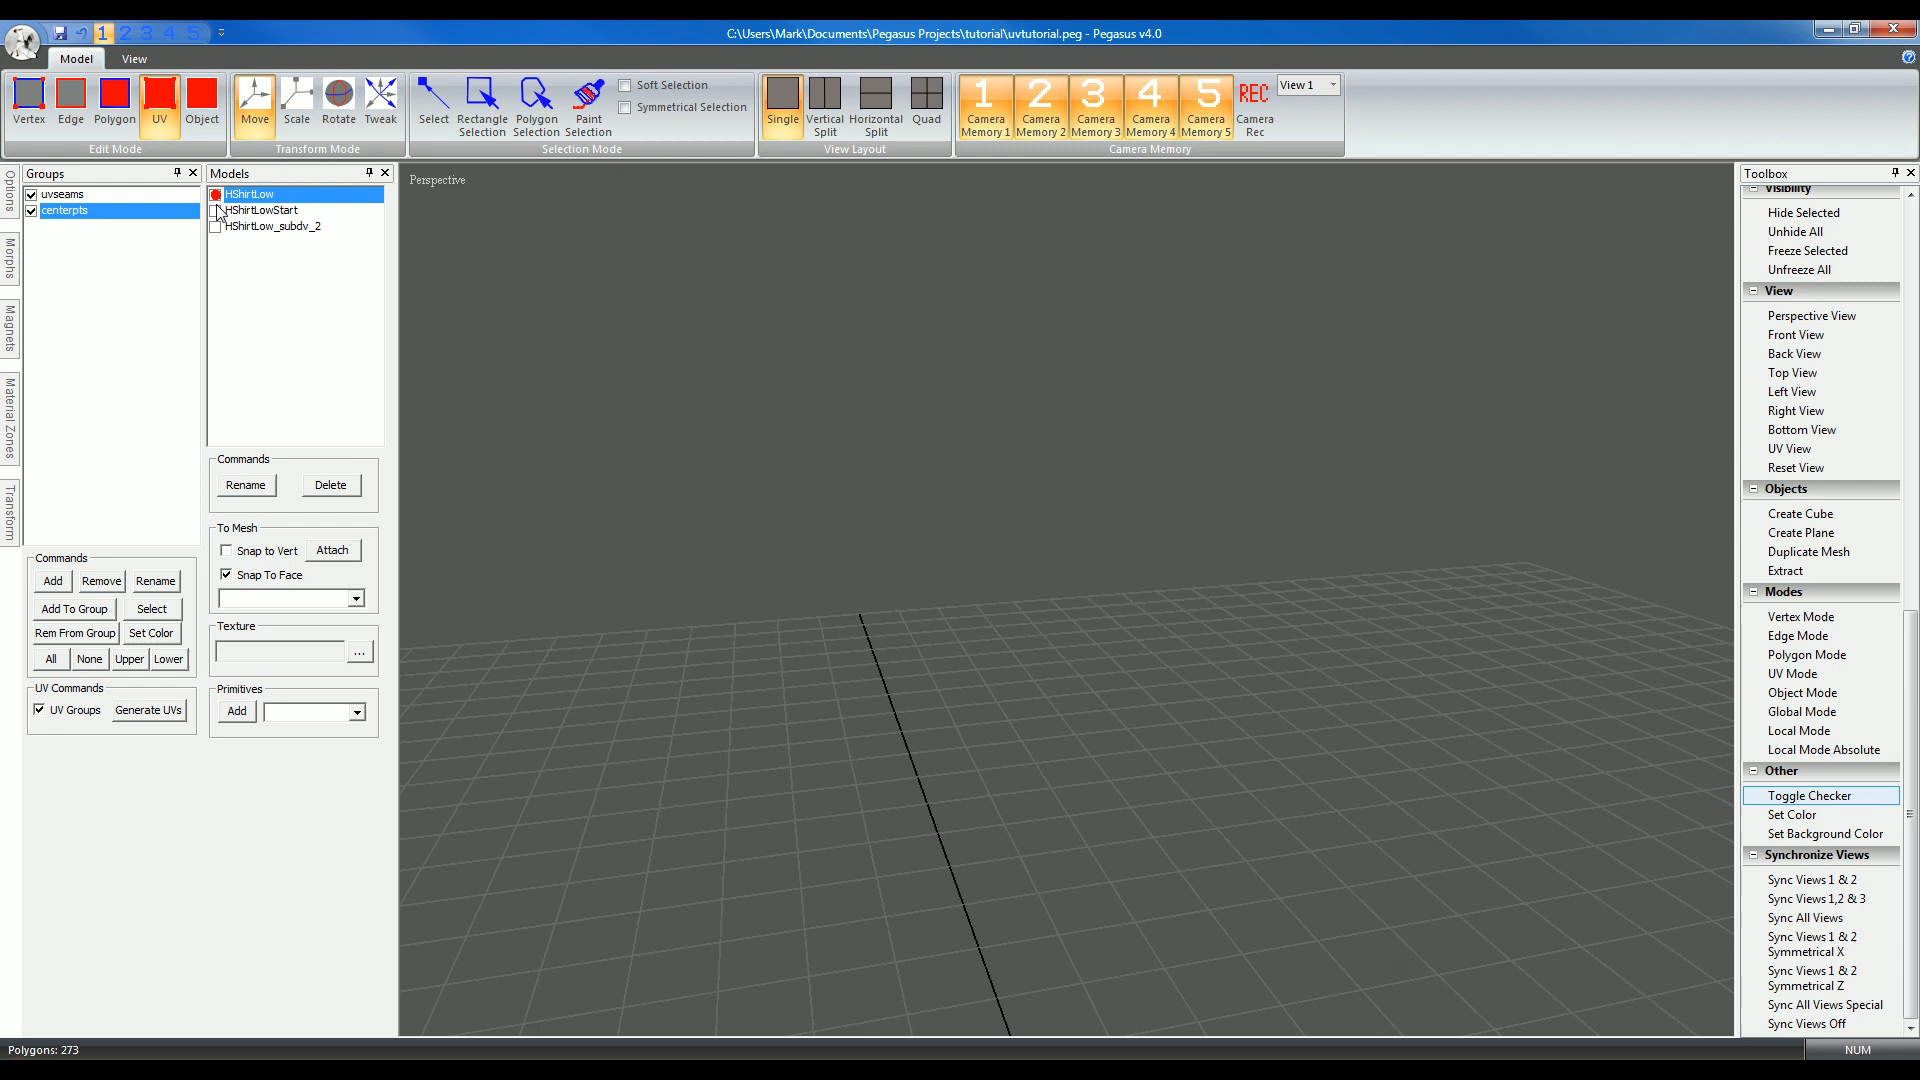 1 2 3 4 5
C:\Users\Mark\Documents\Pegasus Projects\tutorial\uvtutorial.peg - Pegasus v4.0
Model View
Vertex Edge Polygon UV Object
Edit Mode
Move Scale Rotate Tweak
Transform Mode
Select Rectangle Selection Polygon Selection Paint Selection
Soft Selection
Symmetrical Selection
Selection Mode
Single Vertical Split Horizontal Split Quad
View Layout
1 2 3 4 5 REC View 1
Camera Memory 1 Camera Memory 2 Camera Memory 3 Camera Memory 4 Camera Memory 5 Camera Rec
Camera Memory
Options
Morphs
Magnets
Material Zones
Transform
Groups
uvseams
centerpts
Commands
Add Remove Rename
Add To Group Select
Rem From Group Set Color
All None Upper Lower
UV Commands
UV Groups Generate UVs
Models
HShirtLow
HShirtLowStart
HShirtLow_subdv_2
Commands
Rename Delete
To Mesh
Snap to Vert Attach
Snap To Face
Texture
...
Primitives
Add
Perspective
Toolbox
Visibility
Hide Selected
Unhide All
Freeze Selected
Unfreeze All
View
Perspective View
Front View
Back View
Top View
Left View
Right View
Bottom View
UV View
Reset View
Objects
Create Cube
Create Plane
Duplicate Mesh
Extract
Modes
Vertex Mode
Edge Mode
Polygon Mode
UV Mode
Object Mode
Global Mode
Local Mode
Local Mode Absolute
Other
Toggle Checker
Set Color
Set Background Color
Synchronize Views
Sync Views 1 & 2
Sync Views 1,2 & 3
Sync All Views
Sync Views 1 & 2
Symmetrical X
Sync Views 1 & 2
Symmetrical Z
Sync All Views Special
Sync Views Off
Polygons: 273
NUM